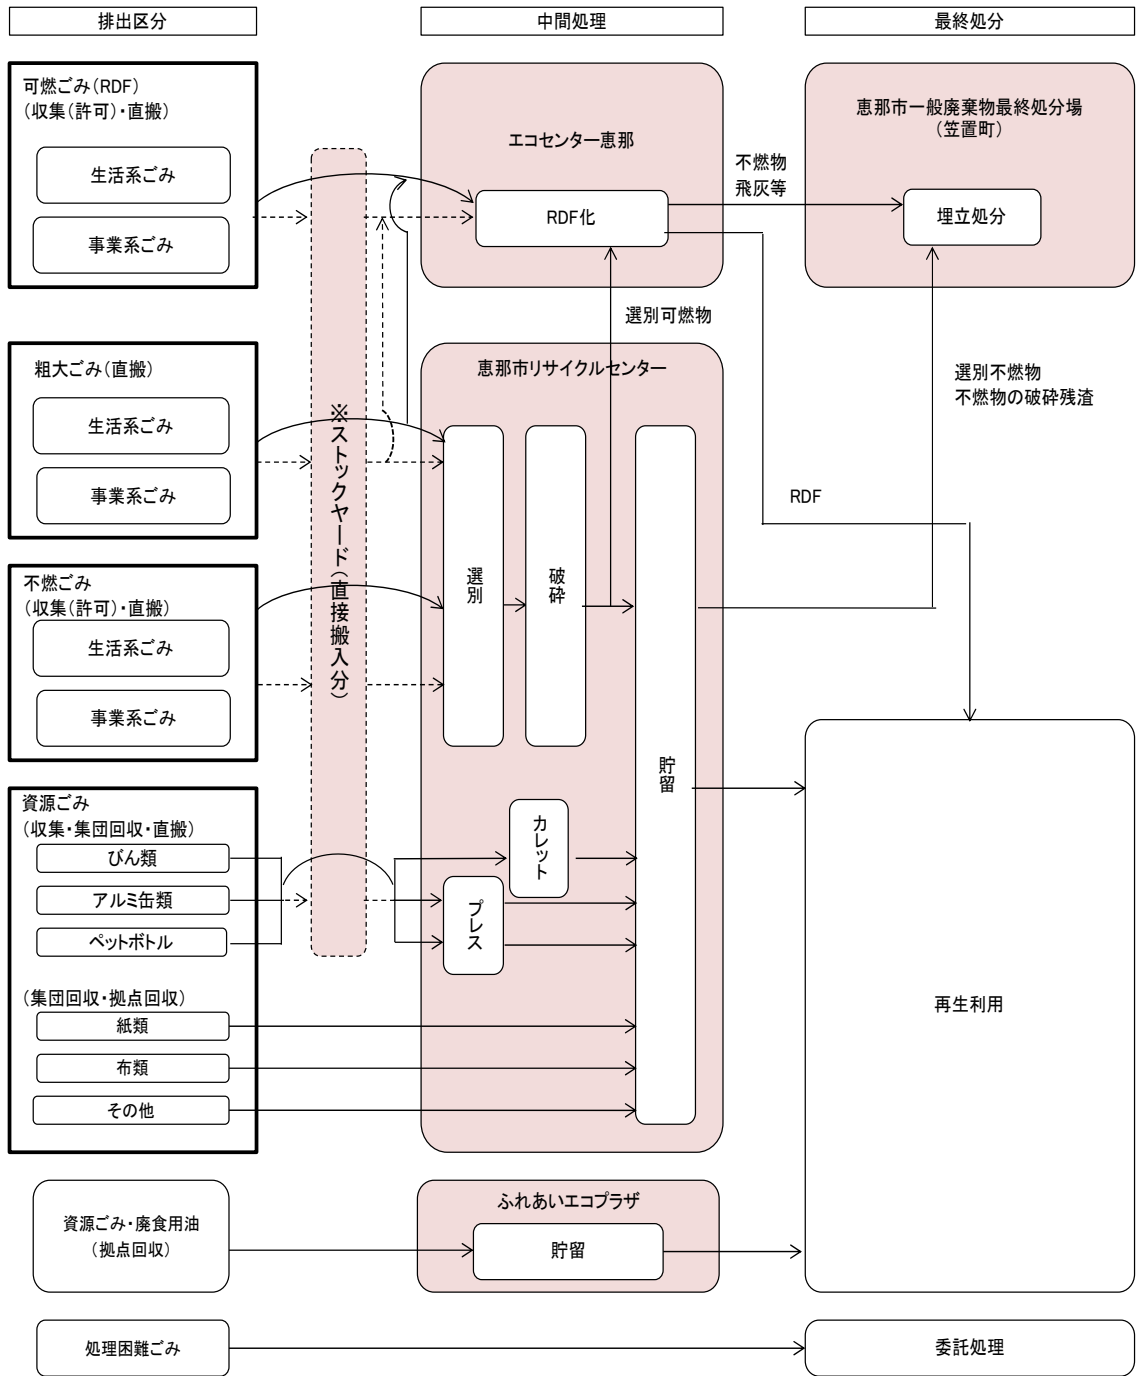 排出区分
中間処理
最終処分
可燃ごみ(RDF)
(収集(許可)・直搬)
生活系ごみ
事業系ごみ
エコセンター恵那
RDF化
不燃物
飛灰等
恵那市一般廃棄物最終処分場
(笠置町)
埋立処分
選別可燃物
粗大ごみ(直搬)
生活系ごみ
事業系ごみ
※ストックヤード(直接搬入分)
恵那市リサイクルセンター
選別
破砕
貯留
選別不燃物
不燃物の破砕残渣
RDF
不燃ごみ
(収集(許可)・直搬)
生活系ごみ
事業系ごみ
資源ごみ
(収集・集団回収・直搬)
びん類
アルミ缶類
ペットボトル
カレット
プレス
(集団回収・拠点回収)
紙類
布類
その他
再生利用
資源ごみ・廃食用油
(拠点回収)
ふれあいエコプラザ
貯留
処理困難ごみ
委託処理